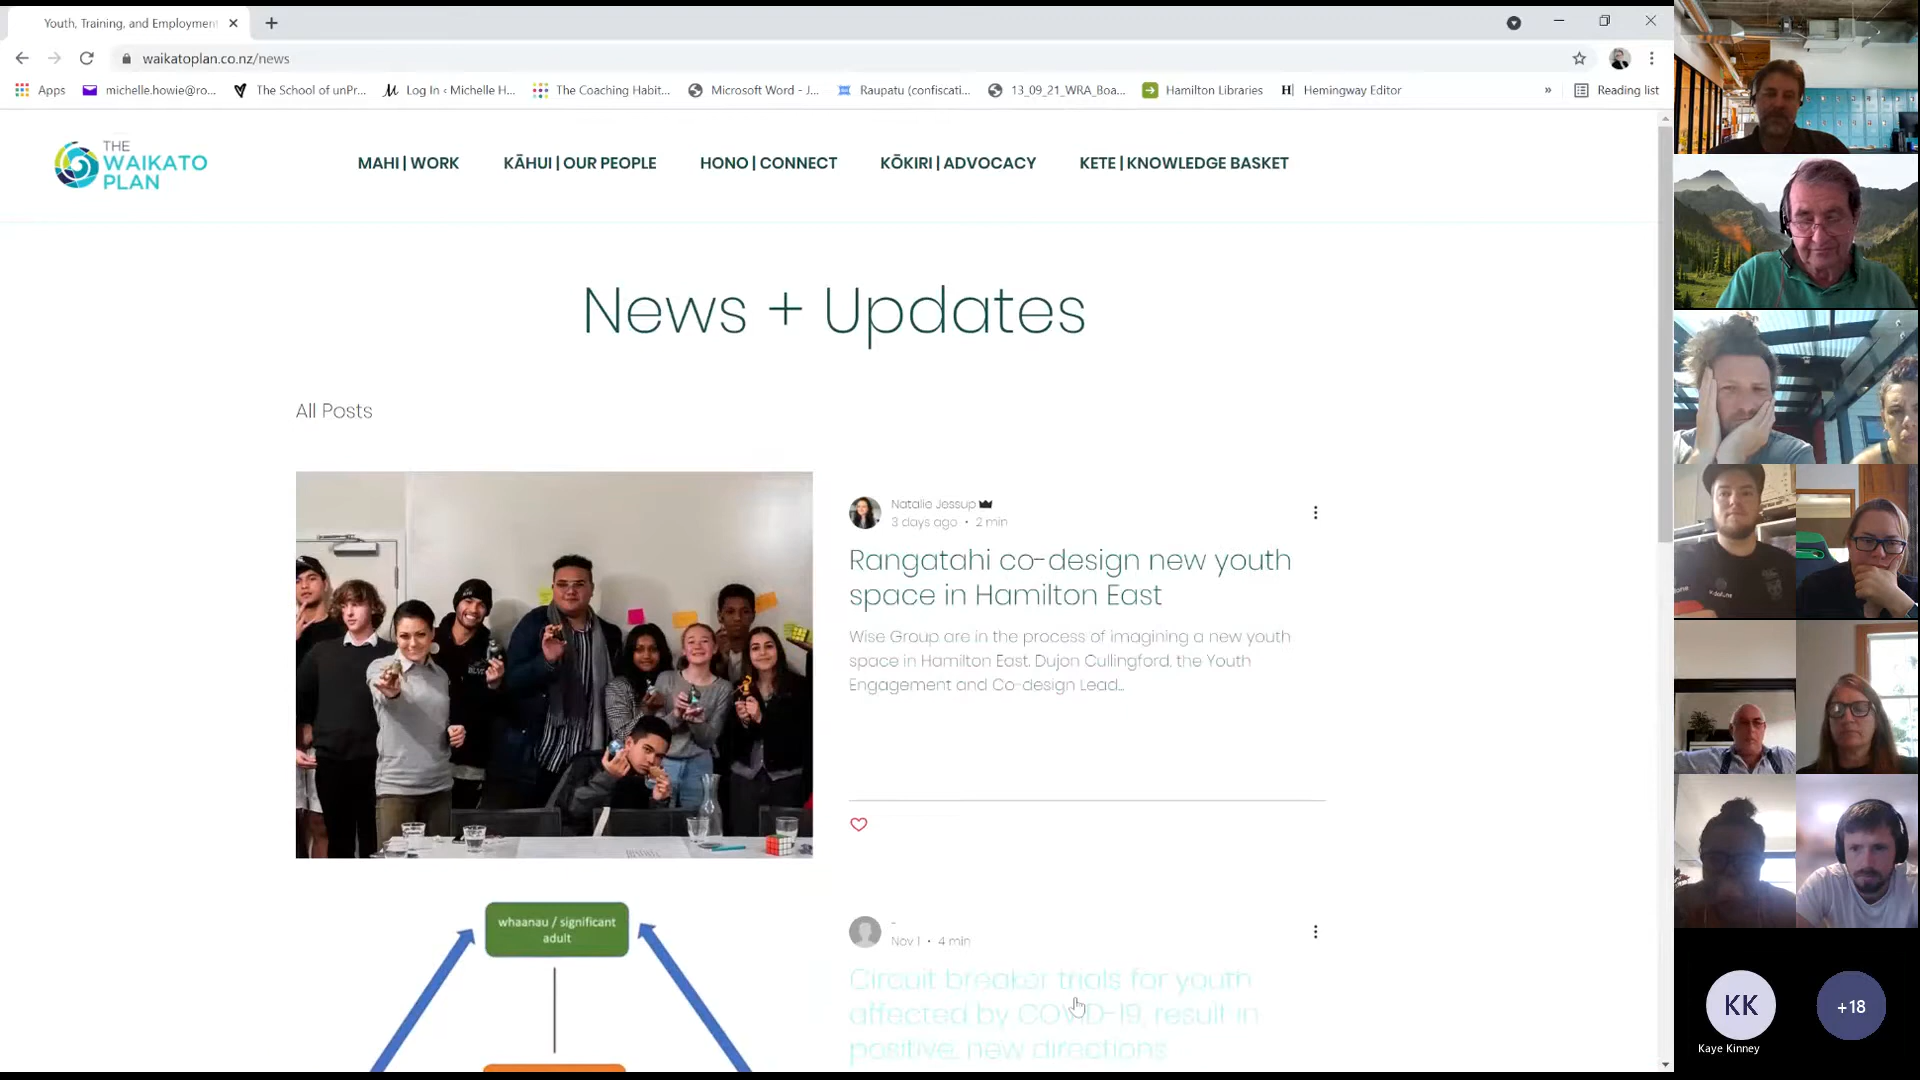 Youth, Training, and Employment
waikatoplan.co.nz/news
Apps
michelle.howie@ro...
The School of unPr...
Log In ‹ Michelle H...
The Coaching Habit...
Microsoft Word - J...
Raupatu (confiscati...
13_09_21_WRA_Boa...
Hamilton Libraries
Hemingway Editor
»
Reading list
THE
WAIKATO
PLAN
MAHI | WORK
KĀHUI | OUR PEOPLE
HONO | CONNECT
KŌKIRI | ADVOCACY
KETE | KNOWLEDGE BASKET
News + Updates
All Posts
Natalie Jessup
3 days ago · 2 min
Rangatahi co-design new youth
space in Hamilton East
Wise Group are in the process of imagining a new youth
space in Hamilton East. Dujon Cullingford, the Youth
Engagement and Co-design Lead...
whaanau / significant
adult
-
Nov 1 · 4 min
Circuit breaker trials for youth
affected by COVID-19, result in
positive, new directions
KK
Kaye Kinney
+18